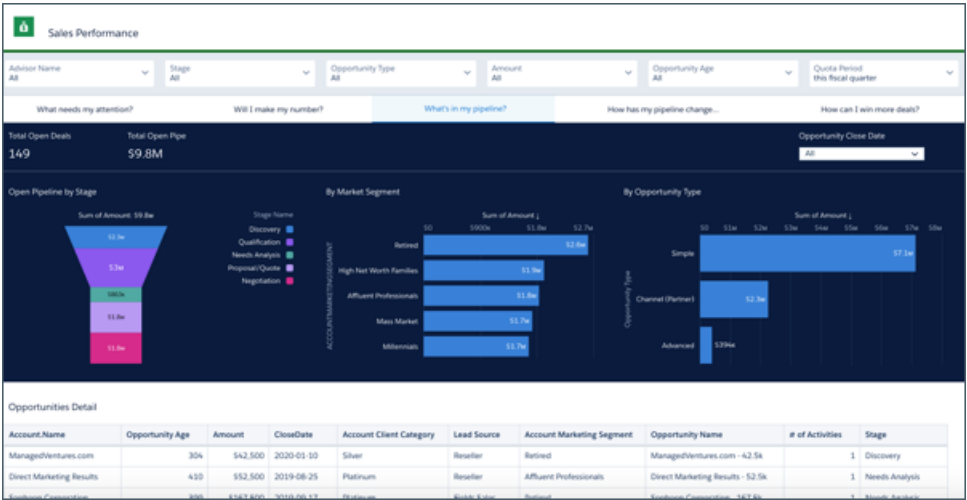 Sales Performance
Advisor Name Stage Opportunity Type Amount Opportunity Age Quota Period
All All All All All this fiscal quarter
What needs my attention? Will I make my number? What's in my pipeline? How has my pipeline change... How can I win more deals?
Total Open Deals Total Open Pipe Opportunity Close Date
149 $9.8M All
Open Pipeline by Stage By Market Segment By Opportunity Type
Sum of Amount: $9.8M Stage Name Sum of Amount ↓ Sum of Amount ↓
$0 $900K $1.8M $2.7M $0 $1M $2M $3M $4M $5M $6M $7M $8M
Discovery
Qualification
Needs Analysis
Proposal/Quote
Negotiation
$2.5M
$3M
$1.8M
$1.8M
ACCOUNTMARKETINGSEGMENT
Retired $2.6M
High Net Worth Families $1.9M
Affluent Professionals $1.8M
Mass Market $1.7M
Millennials $1.7M
Opportunity Type
Simple $7.1M
Channel (Partner) $2.3M
Advanced $394K
Opportunities Detail
Account.Name Opportunity Age Amount CloseDate Account Client Category Lead Source Account Marketing Segment Opportunity Name # of Activities Stage
ManagedVentures.com 304 $42,500 2020-01-10 Silver Reseller Retired ManagedVentures.com - 42.5k 1 Discovery
Direct Marketing Results 410 $52,500 2019-08-25 Platinum Reseller Affluent Professionals Direct Marketing Results - 52.5k 1 Needs Analysis